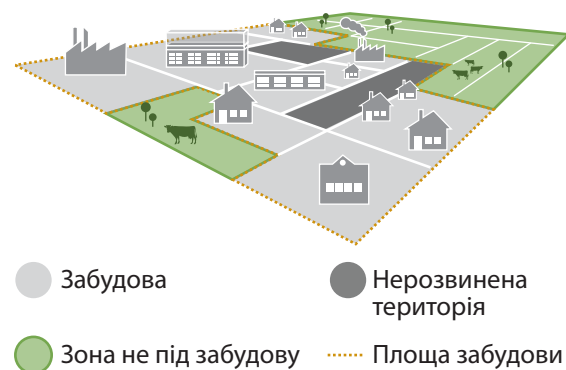 Забудова
Нерозвинена
територія
Зона не під забудову
Площа забудови